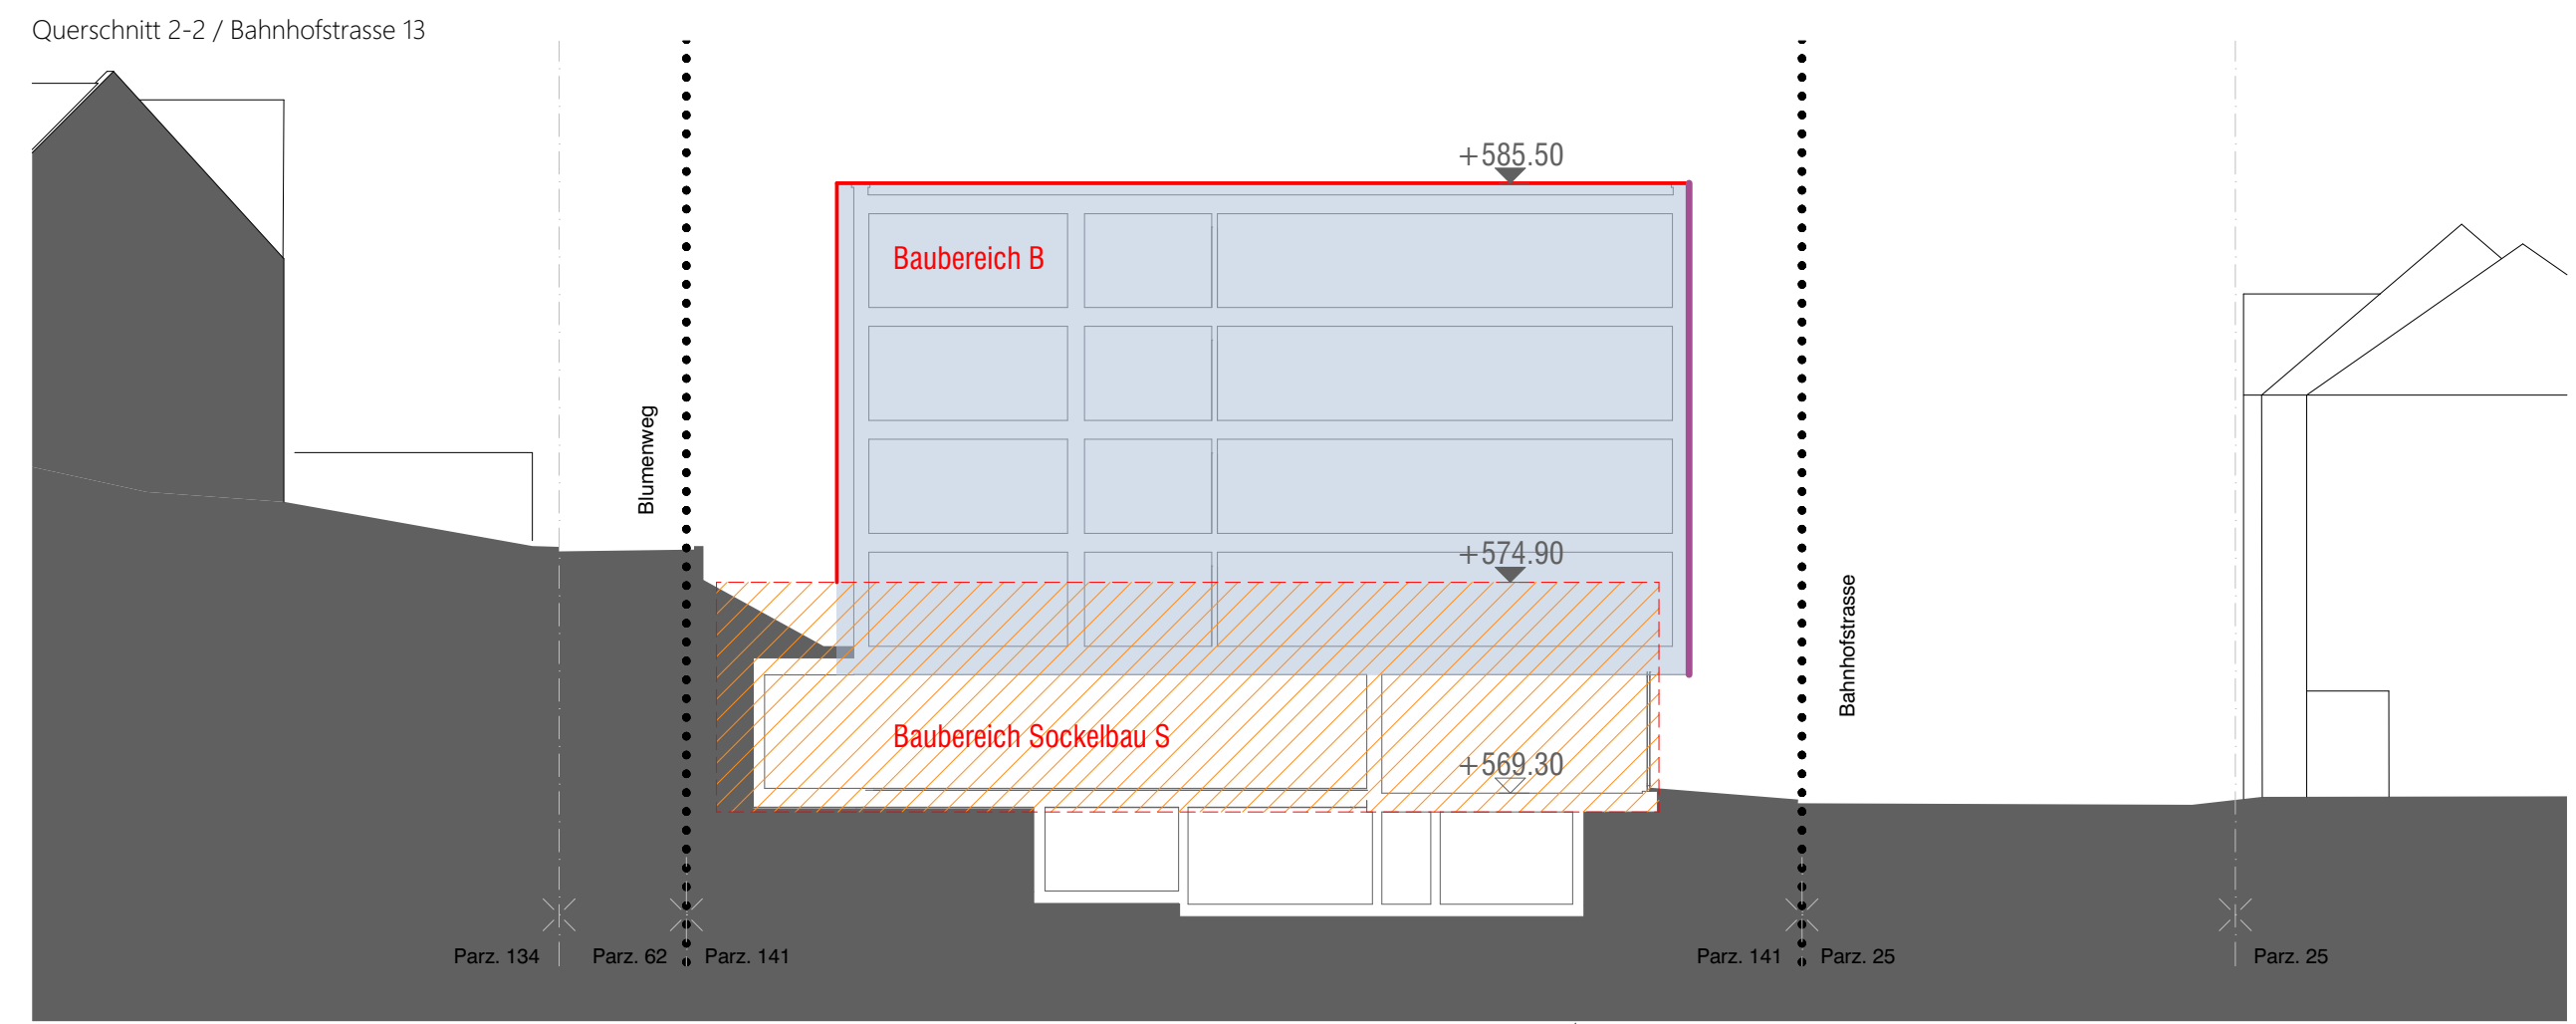 Querschnitt 2-2 / Bahnhofstrasse 13
+585.50
Baubereich B
Blumenweg
+574.90
Bahnhofstrasse
Baubereich Sockelbau S
+569.30
Parz. 134
Parz. 62
Parz. 141
Parz. 141
Parz. 25
Parz. 25